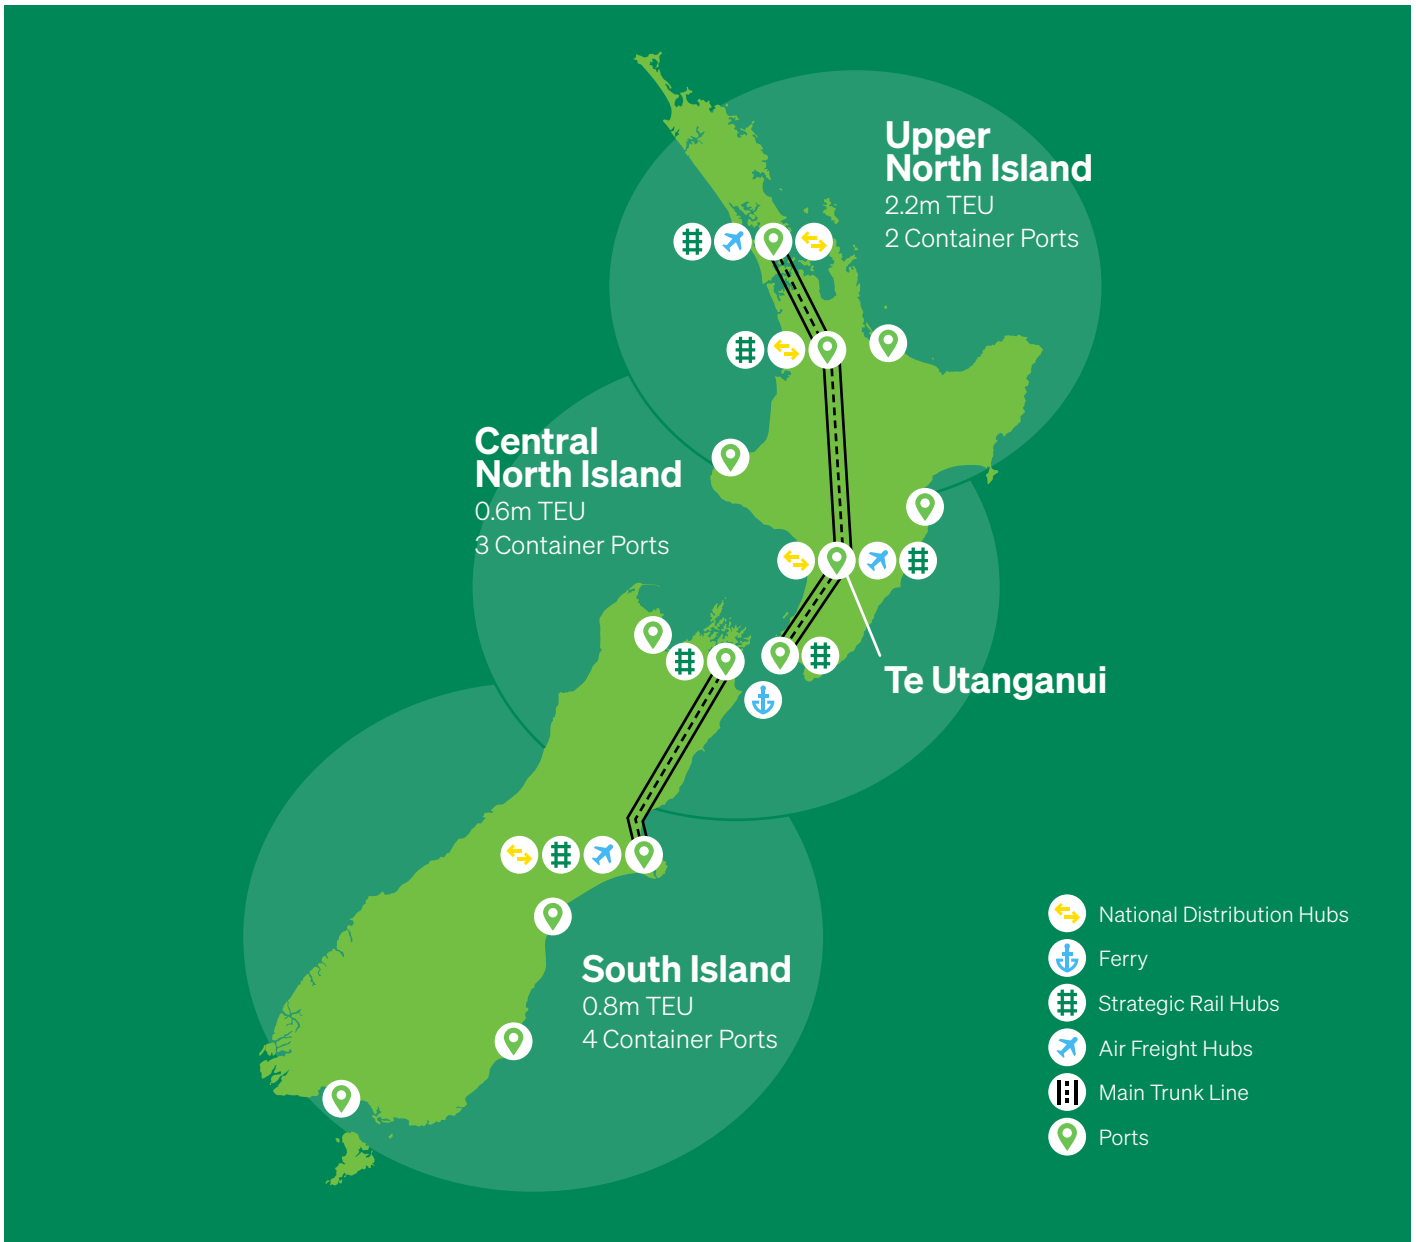 Upper
North Island
2.2m TEU
2 Container Ports
Central
North Island
0.6m TEU
3 Container Ports
Te Utanganui
South Island
0.8m TEU
4 Container Ports
National Distribution Hubs
Ferry
Strategic Rail Hubs
Air Freight Hubs
Main Trunk Line
Ports